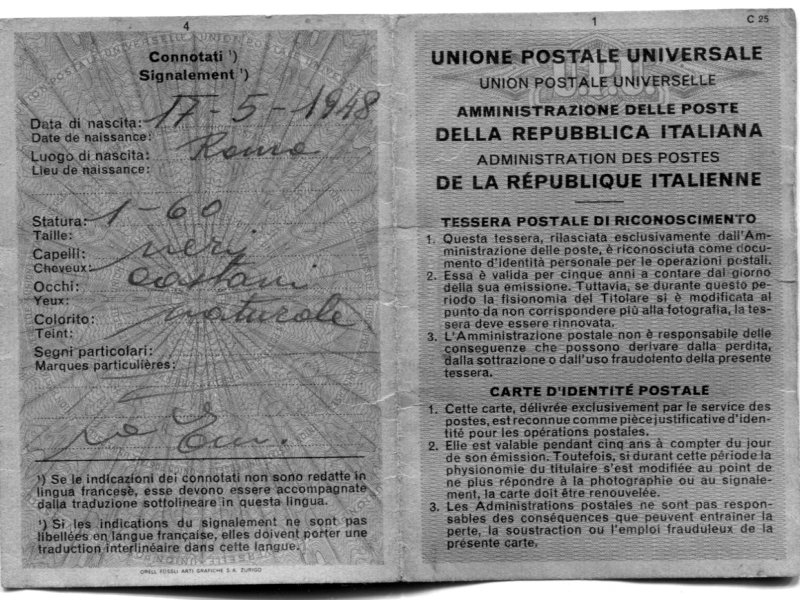 4
Connotati ¹)
Signalement ¹)
Data di nascita: 17-5-1948
Date de naissance:
Luogo di nascita: Roma
Lieu de naissance:
Statura: 1-60
Taille:
Capelli: neri
Cheveux:
Occhi: castani
Yeux:
Colorito: naturale
Teint:
Segni particolari:
Marques particulières:
¹) Se le indicazioni dei connotati non sono redatte in
lingua francese, esse devono essere accompagnate
dalla traduzione sottolineare in questa lingua.
¹) Si les indications du signalement ne sont pas
libellées en langue française, elles doivent porter une
traduction interlinéaire dans cette langue.
ORELL FÜSSLI ARTI GRAFICHE S.A. ZURIGO
1
C 25
UNIONE POSTALE UNIVERSALE
UNION POSTALE UNIVERSELLE
AMMINISTRAZIONE DELLE POSTE
DELLA REPUBBLICA ITALIANA
ADMINISTRATION DES POSTES
DE LA RÉPUBLIQUE ITALIENNE
TESSERA POSTALE DI RICONOSCIMENTO
1. Questa tessera, rilasciata esclusivamente dall'Am-
ministrazione delle poste, è riconosciuta come docu-
mento d'identità personale per le operazioni postali.
2. Essa è valida per cinque anni a contare dal giorno
della sua emissione. Tuttavia, se durante questo pe-
riodo la fisionomia del Titolare si è modificata al
punto da non corrispondere più alla fotografia, la tes-
sera deve essere rinnovata.
3. L'Amministrazione postale non è responsabile delle
conseguenze che possono derivare dalla perdita,
dalla sottrazione o dall'uso fraudolento della presente
tessera.
CARTE D'IDENTITÉ POSTALE
1. Cette carte, délivrée exclusivement par le service des
postes, est reconnue comme pièce justificative d'iden-
tité pour les opérations postales.
2. Elle est valable pendant cinq ans à compter du jour
de son émission. Toutefois, si durant cette période la
physionomie du titulaire s'est modifiée au point de
ne plus répondre à la photographie ou au signale-
ment, la carte doit être renouvelée.
3. Les Administrations postales ne sont pas respon-
sables des conséquences que peuvent entraîner la
perte, la soustraction ou l'emploi frauduleux de la
présente carte.